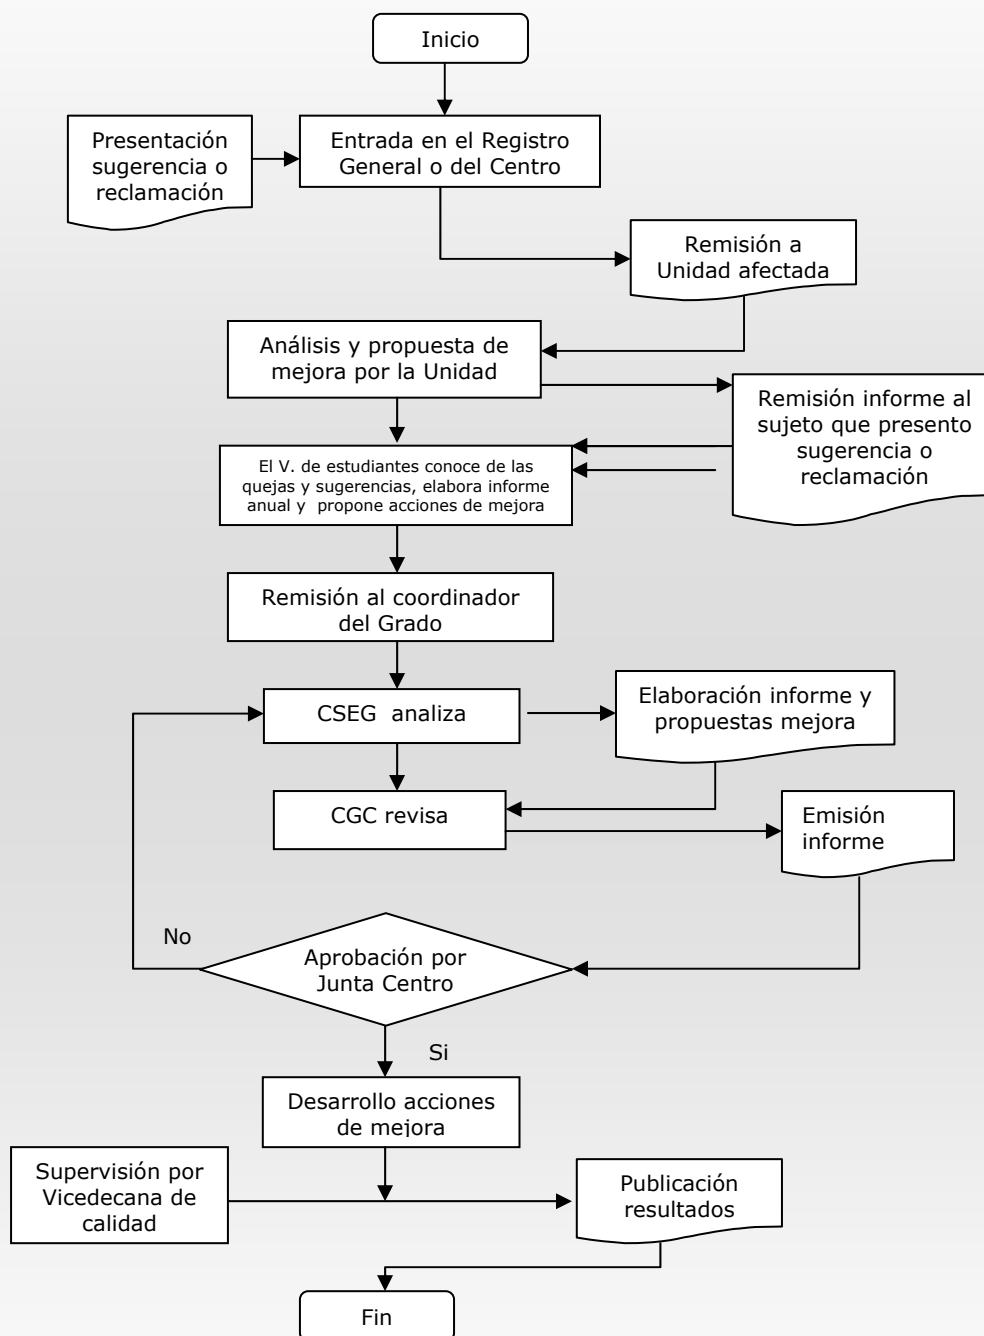 Inicio
Presentación
sugerencia o
reclamación
Entrada en el Registro
General o del Centro
Remisión a
Unidad afectada
Análisis y propuesta de
mejora por la Unidad
Remisión informe al
sujeto que presento
sugerencia o
reclamación
El V. de estudiantes conoce de las
quejas y sugerencias, elabora informe
anual y propone acciones de mejora
Remisión al coordinador
del Grado
CSEG analiza
Elaboración informe y
propuestas mejora
CGC revisa
Emisión
informe
No
Aprobación por
Junta Centro
Si
Desarrollo acciones
de mejora
Supervisión por
Vicedecana de
calidad
Publicación
resultados
Fin